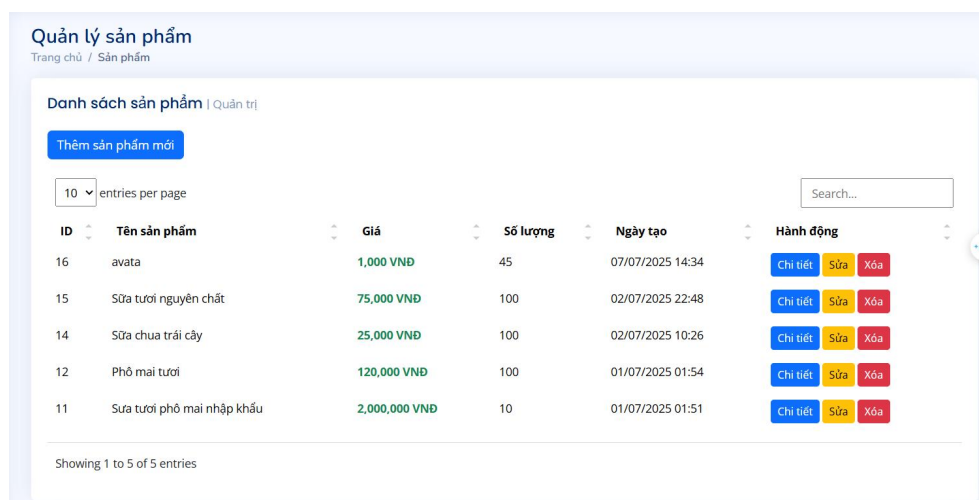 Quản lý sản phẩm
Trang chủ / Sản phẩm
Danh sách sản phẩm | Quản trị
Thêm sản phẩm mới
10 entries per page
Search...
ID Tên sản phẩm Giá Số lượng Ngày tạo Hành động
16 avata 1,000 VNĐ 45 07/07/2025 14:34 Chi tiết Sửa Xóa
15 Sữa tươi nguyên chất 75,000 VNĐ 100 02/07/2025 22:48 Chi tiết Sửa Xóa
14 Sữa chua trái cây 25,000 VNĐ 100 02/07/2025 10:26 Chi tiết Sửa Xóa
12 Phô mai tươi 120,000 VNĐ 100 01/07/2025 01:54 Chi tiết Sửa Xóa
11 Sưa tươi phô mai nhập khẩu 2,000,000 VNĐ 10 01/07/2025 01:51 Chi tiết Sửa Xóa
Showing 1 to 5 of 5 entries